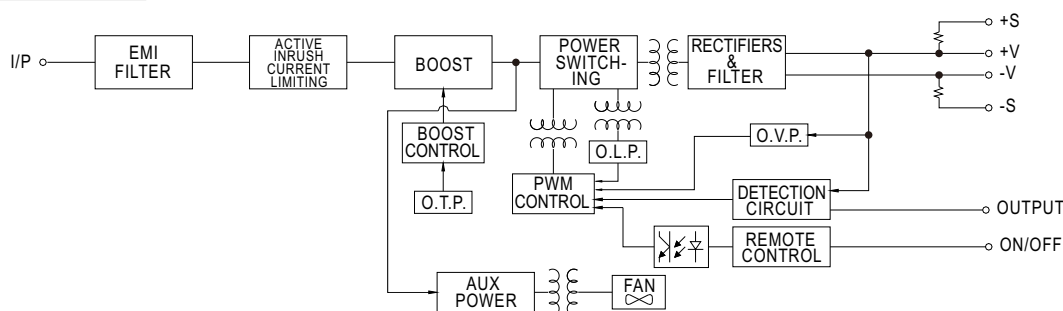 +S
I/P
EMI
FILTER
ACTIVE
INRUSH
CURRENT
LIMITING
BOOST
POWER
SWITCH-
ING
RECTIFIERS
&
FILTER
+V
-V
-S
BOOST
CONTROL
O.L.P.
O.V.P.
O.T.P.
PWM
CONTROL
DETECTION
CIRCUIT
OUTPUT
REMOTE
CONTROL
ON/OFF
AUX
POWER
FAN